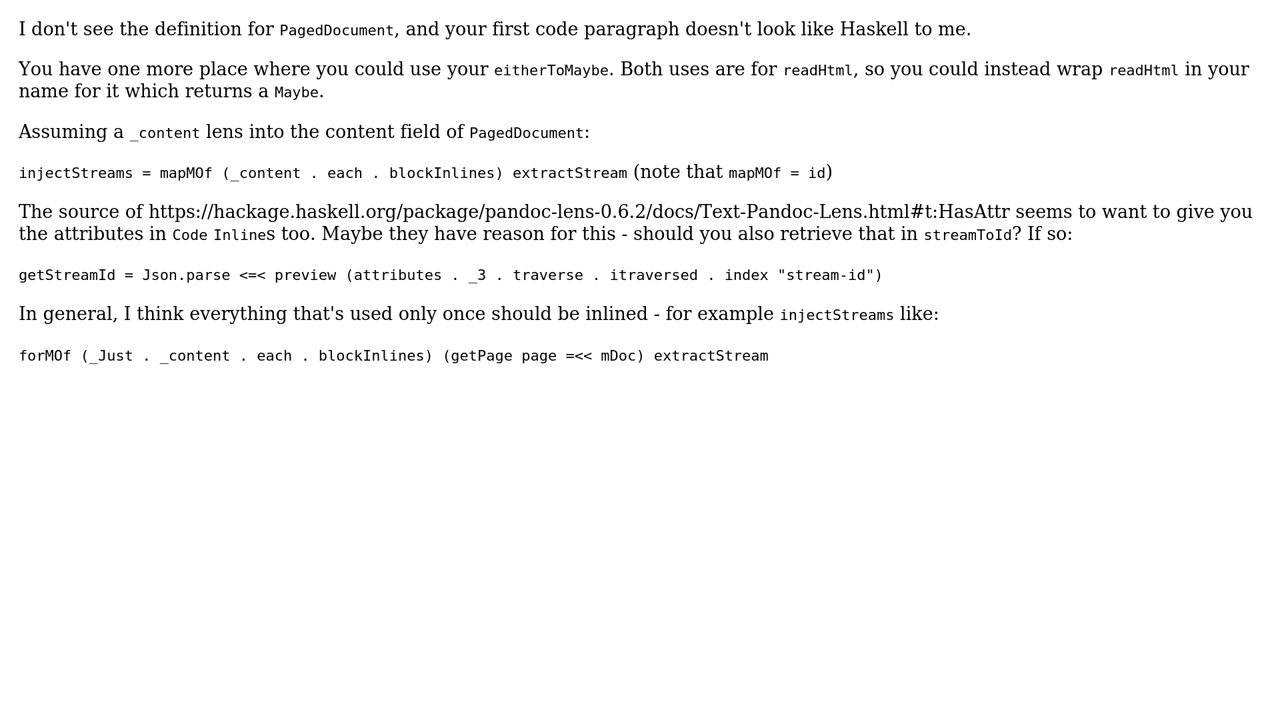 I don't see the definition for PagedDocument, and your first code paragraph doesn't look like Haskell to me.
You have one more place where you could use your eitherToMaybe. Both uses are for readHtml, so you could instead wrap readHtml in your
name for it which returns a Maybe.
Assuming a _content lens into the content field of PagedDocument:
injectStreams = mapMOf (_content . each . blockInlines) extractStream (note that mapMOf = id)
The source of https://hackage.haskell.org/package/pandoc-lens-0.6.2/docs/Text-Pandoc-Lens.html#t:HasAttr seems to want to give you
the attributes in Code Inlines too. Maybe they have reason for this - should you also retrieve that in streamToId? If so:
getStreamId = Json.parse <=< preview (attributes . _3 . traverse . itraversed . index "stream-id")
In general, I think everything that's used only once should be inlined - for example injectStreams like:
forMOf (_Just . _content . each . blockInlines) (getPage page =<< mDoc) extractStream